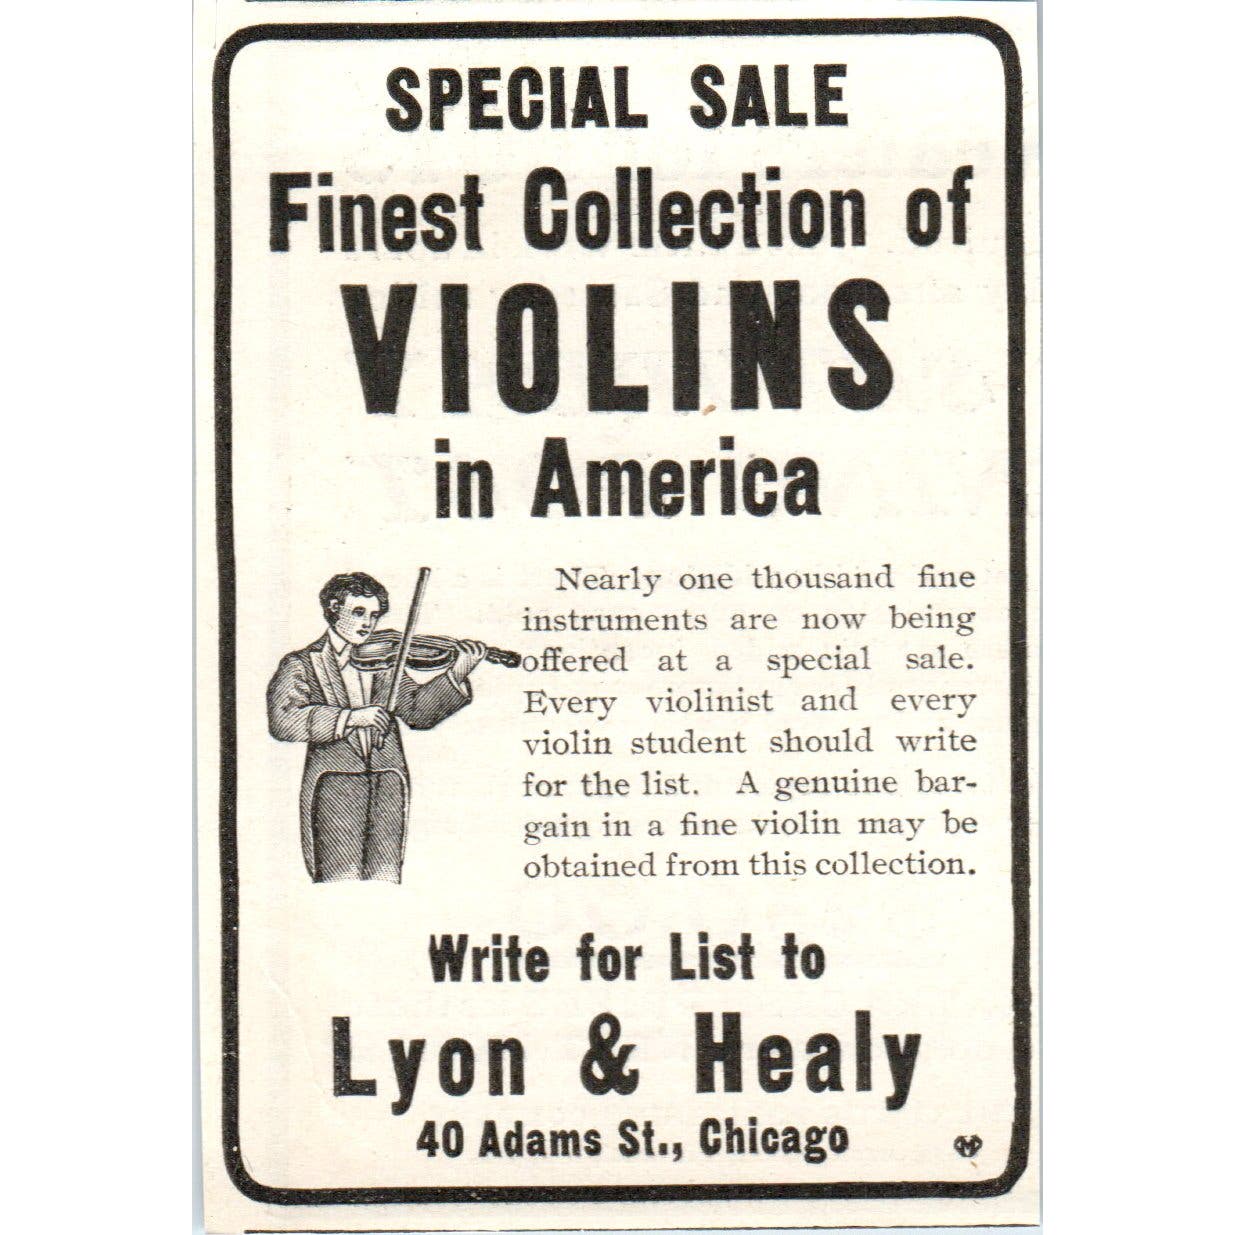 SPECIAL SALE
Finest Collection of
VIOLINS
in America
Nearly one thousand fine
instruments are now being
offered at a special sale.
Every violinist and every
violin student should write
for the list. A genuine bar-
gain in a fine violin may be
obtained from this collection.
Write for List to
Lyon & Healy
40 Adams St., Chicago